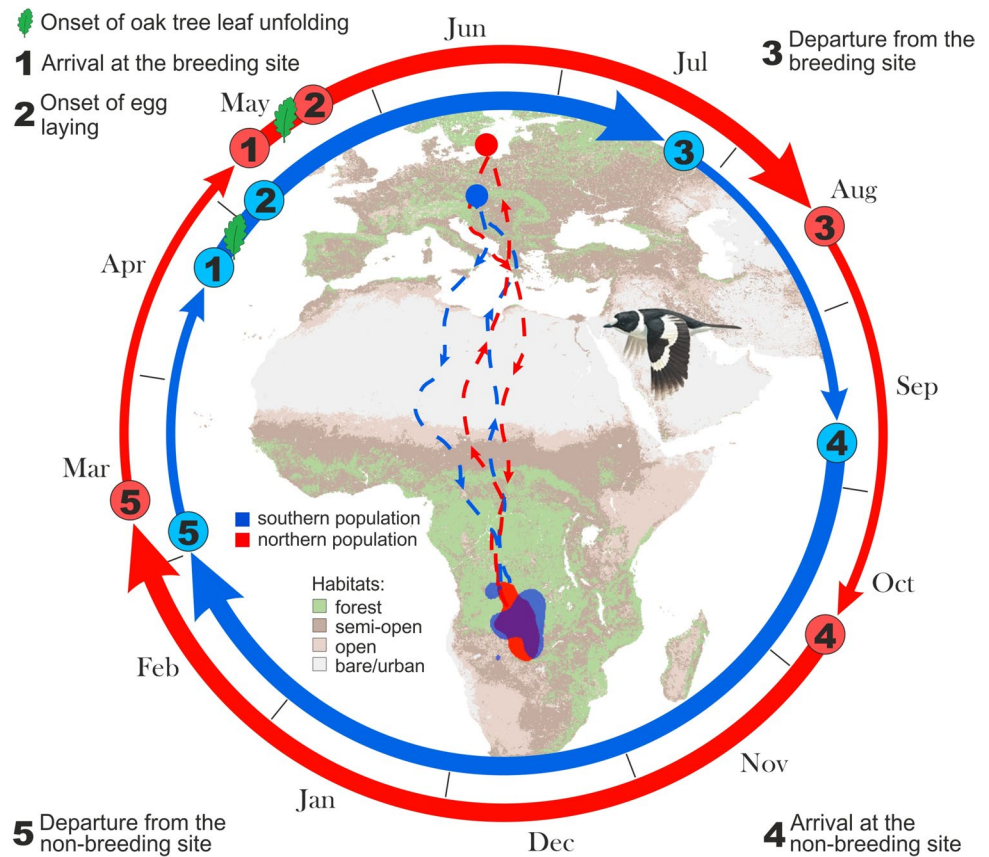 Onset of oak tree leaf unfolding
1 Arrival at the breeding site
2 Onset of egg
laying
3 Departure from the
breeding site
Jun
Jul
May
2
1
3
2
Aug
3
1
Apr
Sep
4
Mar
5
5
southern population
northern population
Habitats:
forest
semi-open
open
bare/urban
Oct
4
Feb
Nov
Jan
Dec
5 Departure from the
non-breeding site
4 Arrival at the
non-breeding site